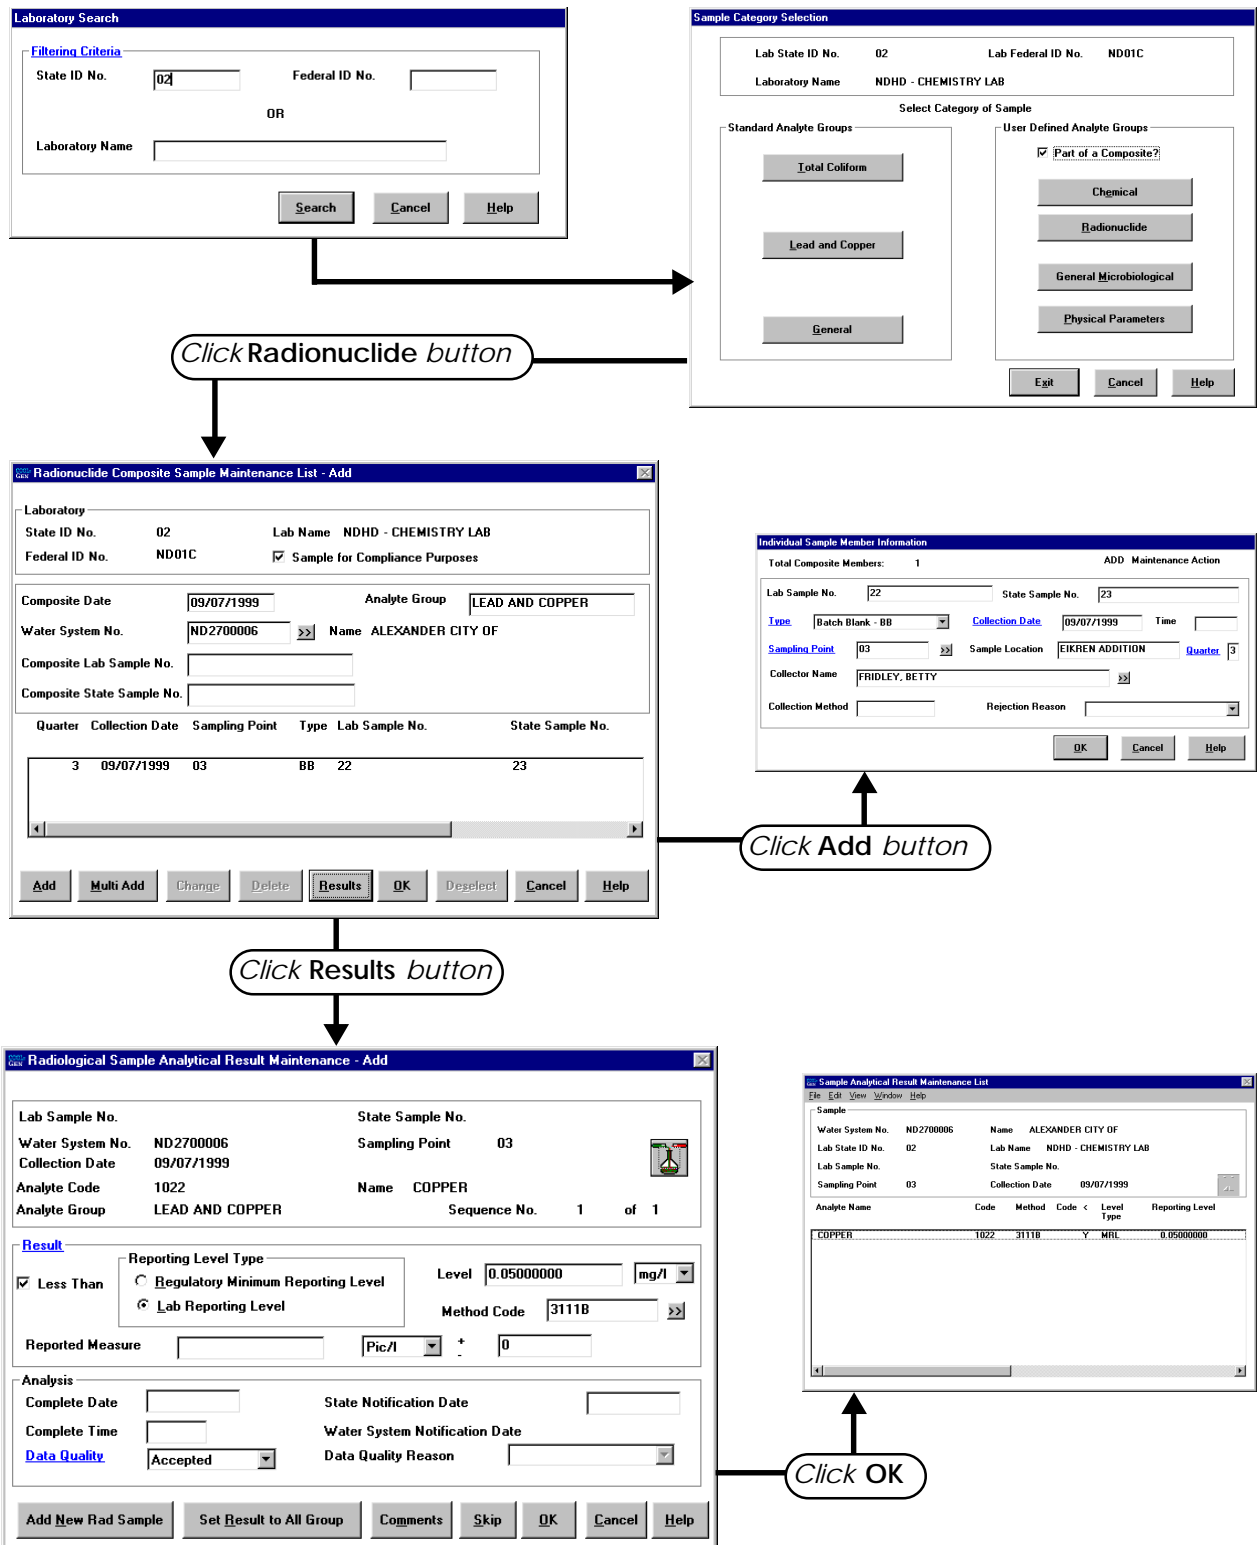 Laboratory Search
Filtering Criteria
State ID No. 02 Federal ID No.
OR
Laboratory Name
Search Cancel Help
Sample Category Selection
Lab State ID No. 02 Lab Federal ID No. ND01C
Laboratory Name NDHD - CHEMISTRY LAB
Select Category of Sample
Standard Analyte Groups
Total Coliform
Lead and Copper
General
User Defined Analyte Groups
Part of a Composite?
Chemical
Radionuclide
General Microbiological
Physical Parameters
Exit Cancel Help
Click Radionuclide button
Radionuclide Composite Sample Maintenance List - Add
Laboratory
State ID No. 02 Lab Name NDHD - CHEMISTRY LAB
Federal ID No. ND01C Sample for Compliance Purposes
Composite Date 09/07/1999 Analyte Group LEAD AND COPPER
Water System No. ND2700006 >> Name ALEXANDER CITY OF
Composite Lab Sample No.
Composite State Sample No.
Quarter Collection Date Sampling Point Type Lab Sample No. State Sample No.
3 09/07/1999 03 BB 22 23
Add Multi Add Change Delete Results OK Deselect Cancel Help
Individual Sample Member Information
Total Composite Members: 1 ADD Maintenance Action
Lab Sample No. 22 State Sample No. 23
Type Batch Blank - BB Collection Date 09/07/1999 Time
Sampling Point 03 >> Sample Location EIKREN ADDITION Quarter 3
Collector Name FRIDLEY, BETTY >>
Collection Method Rejection Reason
OK Cancel Help
Click Add button
Click Results button
Radiological Sample Analytical Result Maintenance - Add
Lab Sample No. State Sample No.
Water System No. ND2700006 Sampling Point 03
Collection Date 09/07/1999
Analyte Code 1022 Name COPPER
Analyte Group LEAD AND COPPER Sequence No. 1 of 1
Result
Reporting Level Type
Less Than Regulatory Minimum Reporting Level
Lab Reporting Level
Level 0.05000000 mg/l
Method Code 3111B >>
Reported Measure Pic/l + - 0
Analysis
Complete Date State Notification Date
Complete Time Water System Notification Date
Data Quality Accepted Data Quality Reason
Add New Rad Sample Set Result to All Group Comments Skip OK Cancel Help
Sample Analytical Result Maintenance List
File Edit View Window Help
Sample
Water System No. ND2700006 Name ALEXANDER CITY OF
Lab State ID No. 02 Lab Name NDHD - CHEMISTRY LAB
Lab Sample No. State Sample No.
Sampling Point 03 Collection Date 09/07/1999
Analyte Name Code Method Code < Level Type Reporting Level
COPPER 1022 3111B Y MRL 0.05000000
Click OK